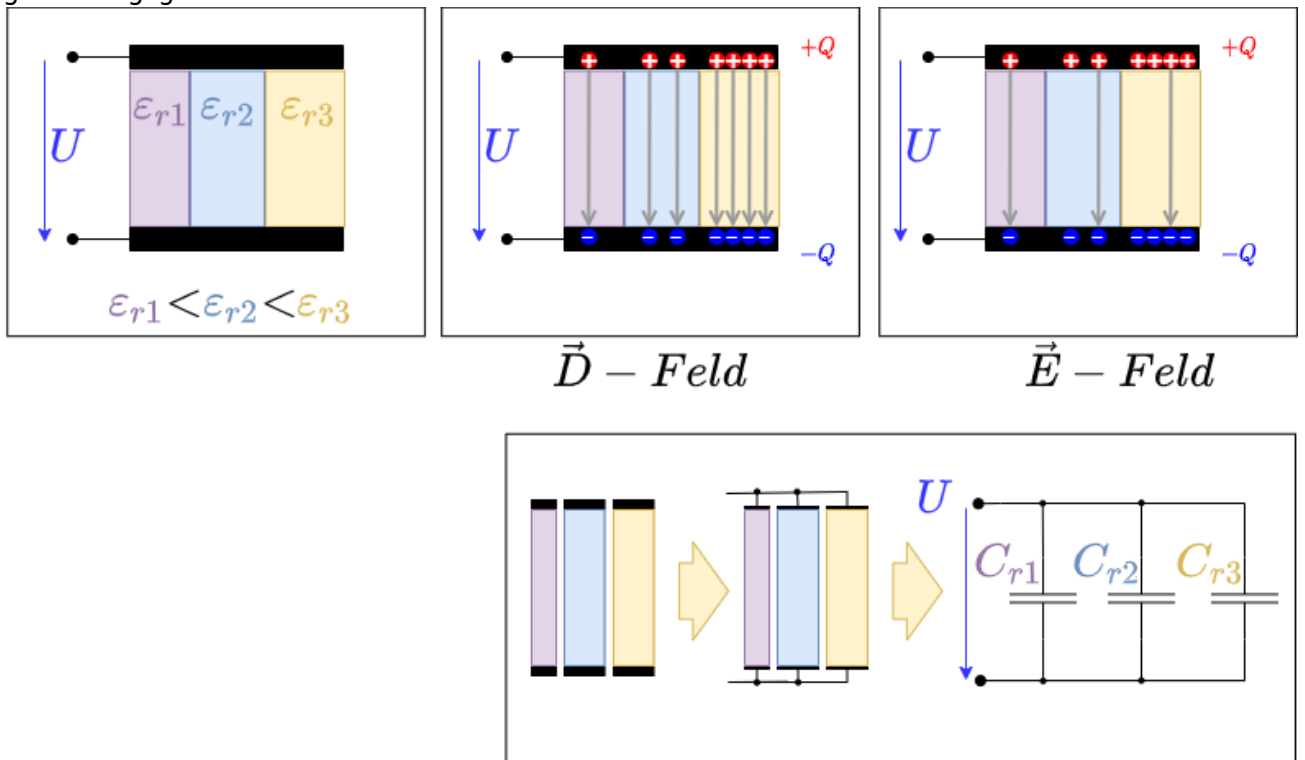 U
εr1 εr2 εr3
εr1<εr2<εr3
U
+Q
−Q
U
+Q
−Q
D⃗ − Feld
E⃗ − Feld
U
Cr1 Cr2 Cr3